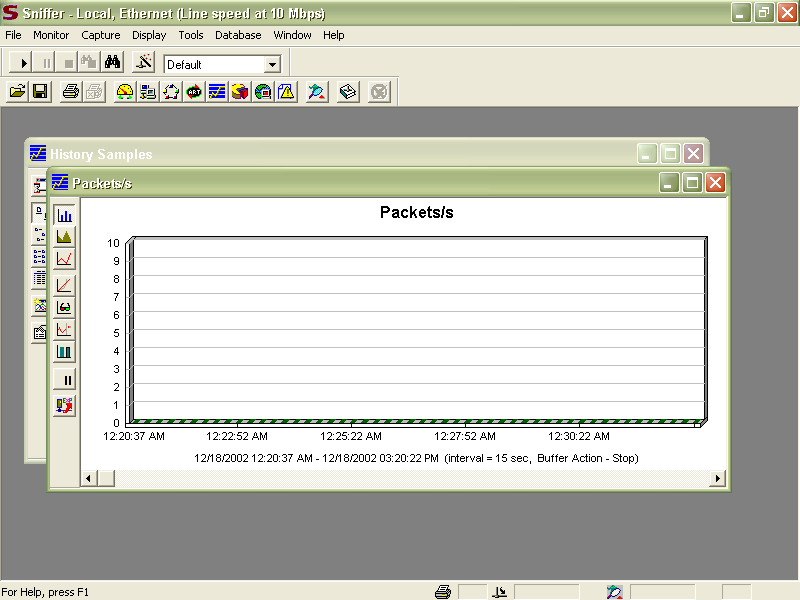 Sniffer - Local, Ethernet (Line speed at 10 Mbps)
File Monitor Capture Display Tools Database Window Help
Default
ART
History Samples
Packets/s
Packets/s
10
9
8
7
6
5
4
3
2
1
0
12:20:37 AM 12:22:52 AM 12:25:22 AM 12:27:52 AM 12:30:22 AM
12/18/2002 12:20:37 AM - 12/18/2002 03:20:22 PM (interval = 15 sec, Buffer Action - Stop)
For Help, press F1